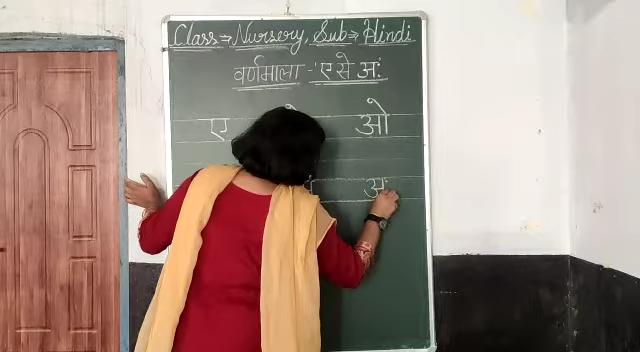 Class → Nursery, Sub → Hindi
वर्णमाला - 'ए से अः'
ए ओ
अः